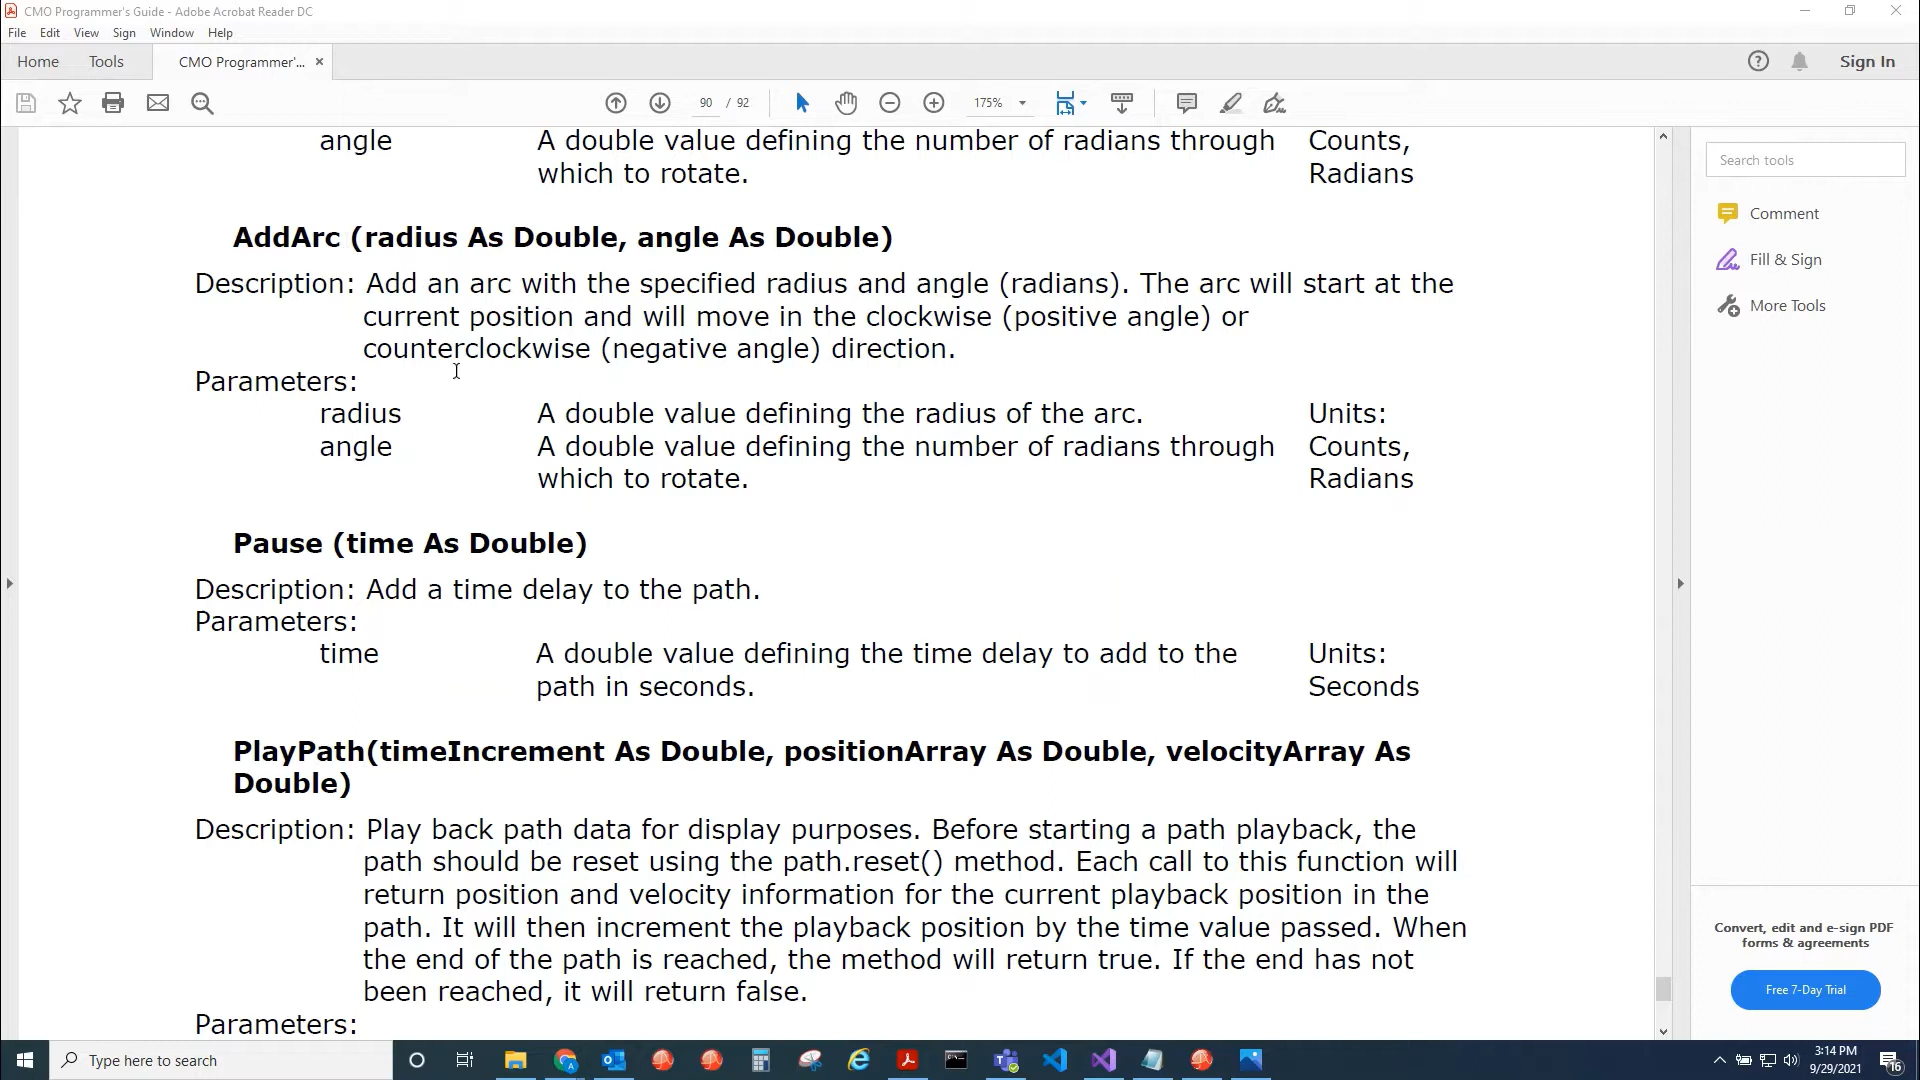 CMO Programmer's Guide - Adobe Acrobat Reader DC
File Edit View Sign Window Help
Home Tools CMO Programmer'... × Sign In
90 / 92 175%
angle A double value defining the number of radians through Counts,
which to rotate. Radians
AddArc (radius As Double, angle As Double)
Description: Add an arc with the specified radius and angle (radians). The arc will start at the
current position and will move in the clockwise (positive angle) or
counterclockwise (negative angle) direction.
Parameters:
radius A double value defining the radius of the arc. Units:
angle A double value defining the number of radians through Counts,
which to rotate. Radians
Pause (time As Double)
Description: Add a time delay to the path.
Parameters:
time A double value defining the time delay to add to the Units:
path in seconds. Seconds
PlayPath(timeIncrement As Double, positionArray As Double, velocityArray As
Double)
Description: Play back path data for display purposes. Before starting a path playback, the
path should be reset using the path.reset() method. Each call to this function will
return position and velocity information for the current playback position in the
path. It will then increment the playback position by the time value passed. When
the end of the path is reached, the method will return true. If the end has not
been reached, it will return false.
Parameters:
Search tools
Comment
Fill & Sign
More Tools
Convert, edit and e-sign PDF
forms & agreements
Free 7-Day Trial
Type here to search
3:14 PM
9/29/2021
16